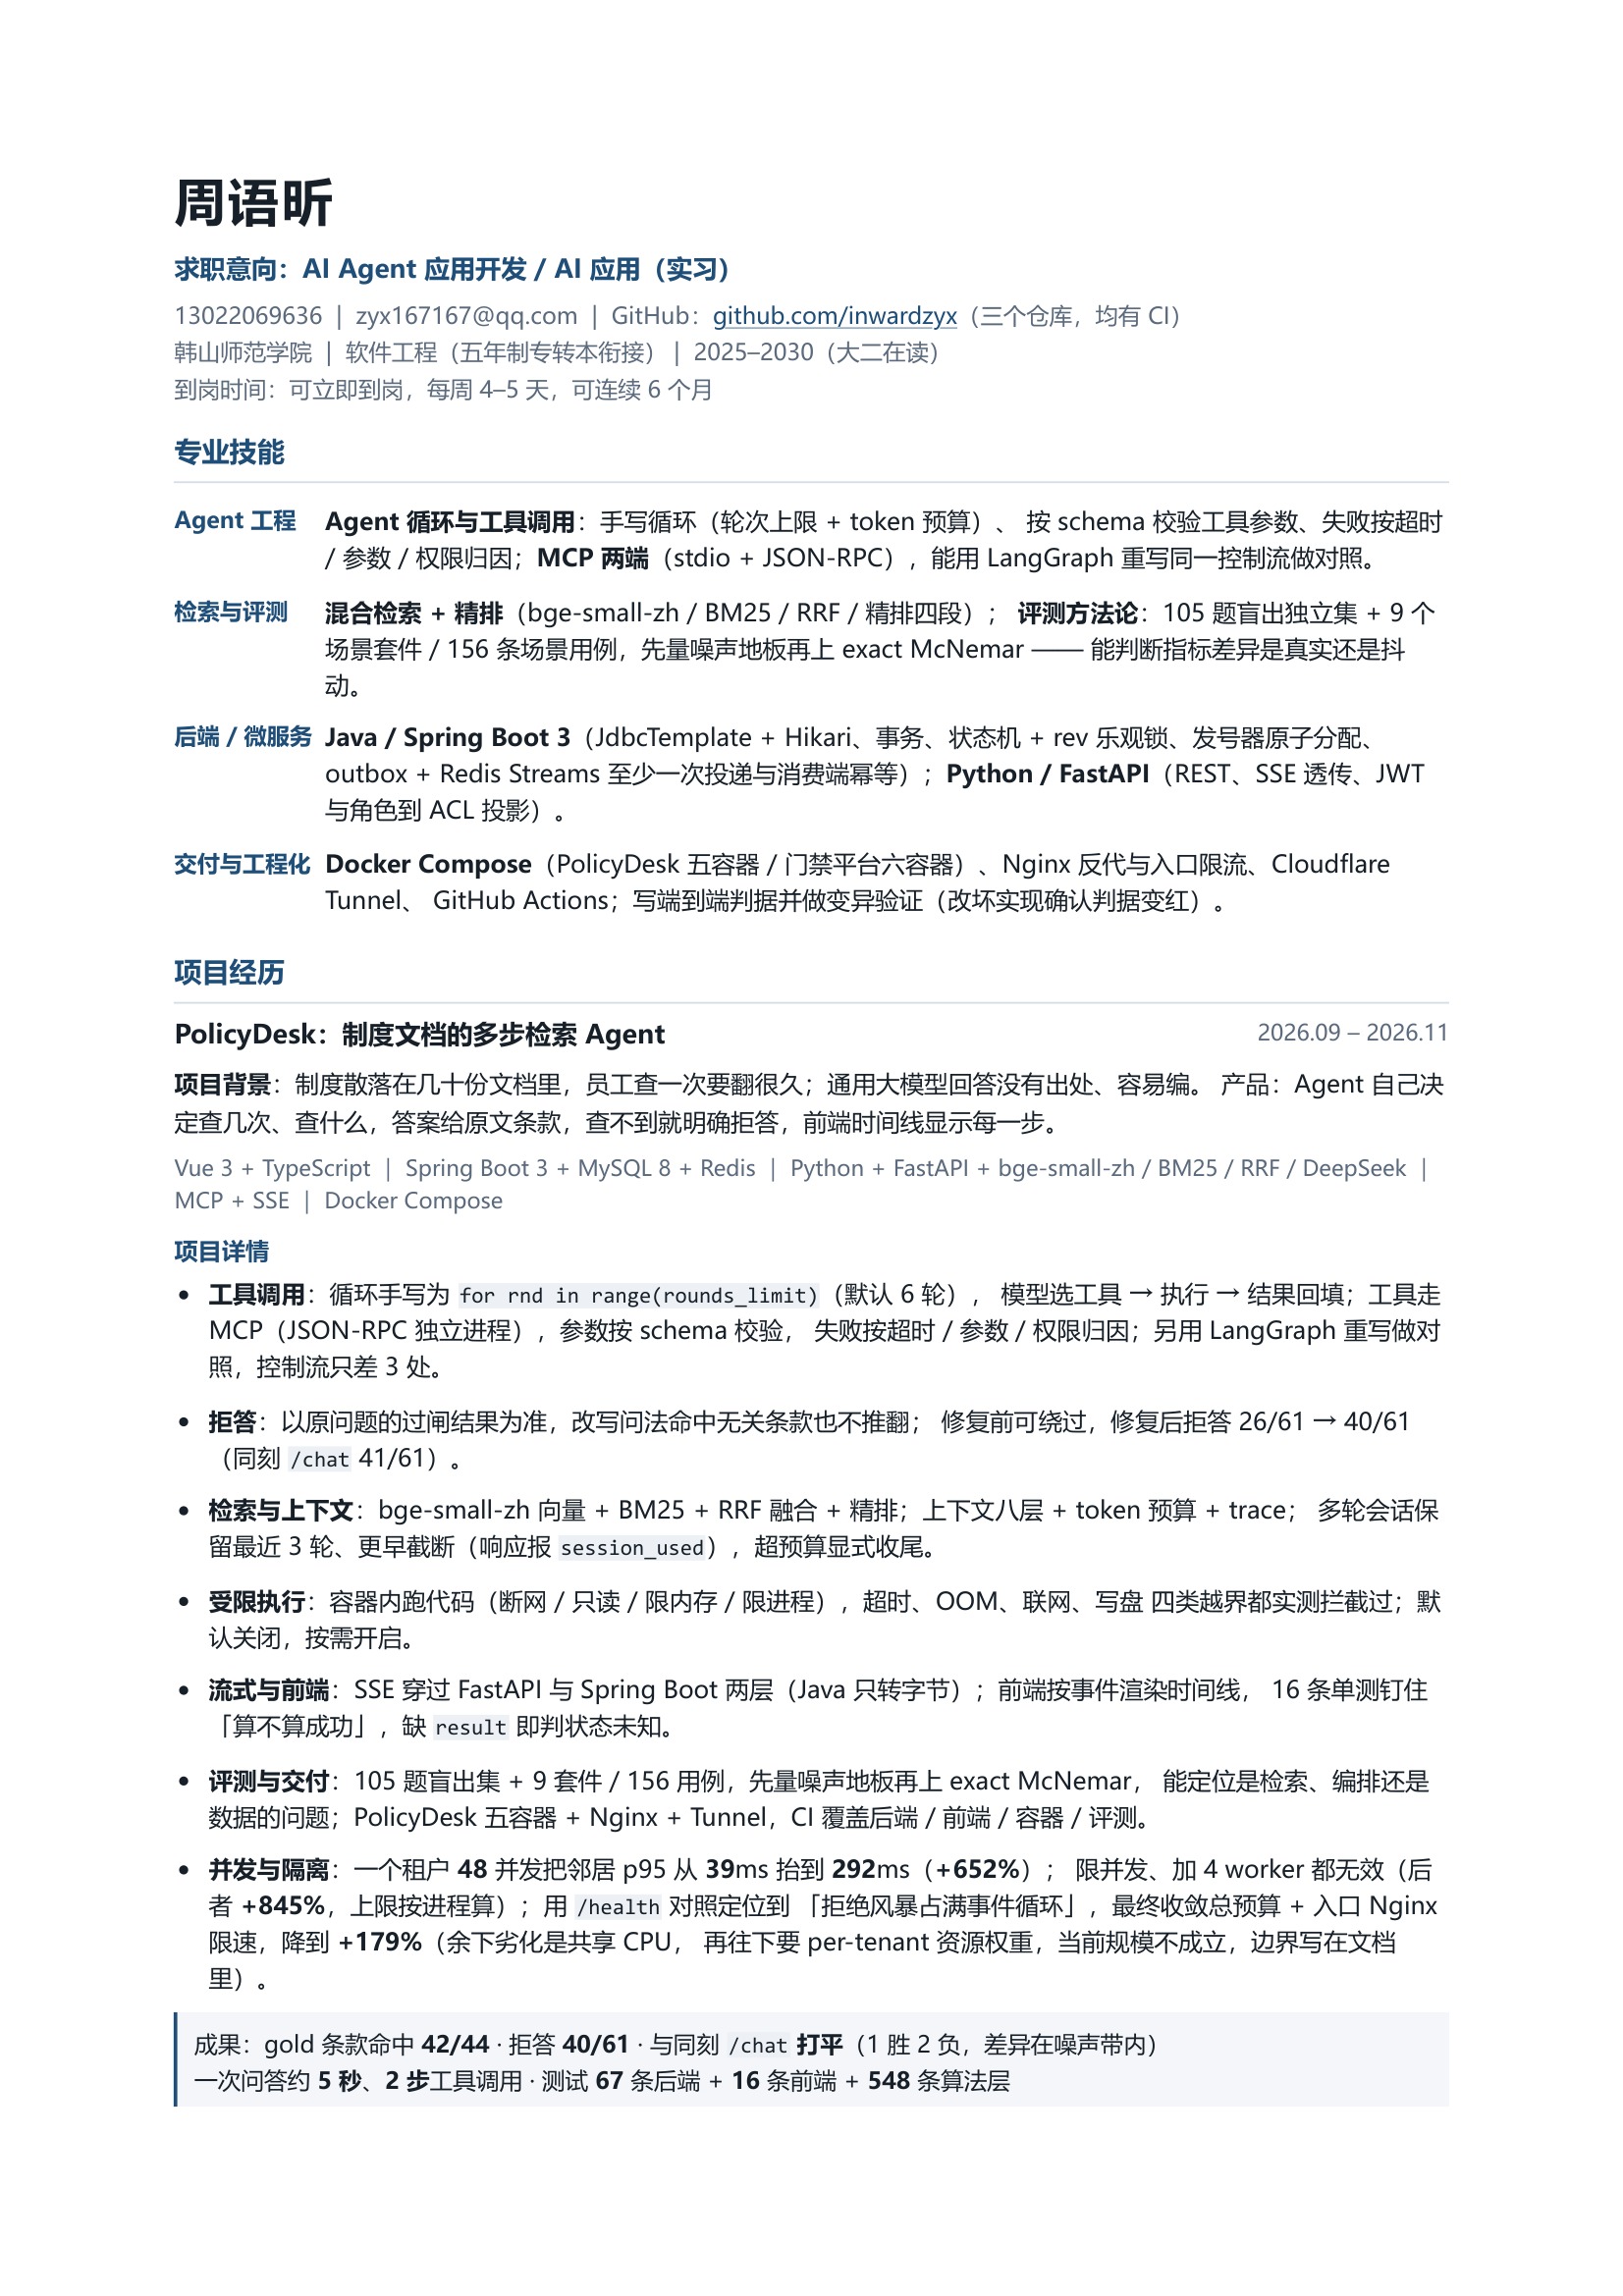 周语昕
求职意向：AI Agent 应用开发 / AI 应用（实习）
13022069636 | zyx167167@qq.com | GitHub：github.com/inwardzyx（三个仓库，均有 CI）
韩山师范学院 | 软件工程（五年制专转本衔接） | 2025–2030（大二在读）
到岗时间：可立即到岗，每周 4–5 天，可连续 6 个月
专业技能
Agent 工程 Agent 循环与工具调用：手写循环（轮次上限 + token 预算）、 按 schema 校验工具参数、失败按超时
/ 参数 / 权限归因；MCP 两端（stdio + JSON-RPC），能用 LangGraph 重写同一控制流做对照。
检索与评测 混合检索 + 精排（bge-small-zh / BM25 / RRF / 精排四段）； 评测方法论：105 题盲出独立集 + 9 个
场景套件 / 156 条场景用例，先量噪声地板再上 exact McNemar —— 能判断指标差异是真实还是抖
动。
后端 / 微服务 Java / Spring Boot 3（JdbcTemplate + Hikari、事务、状态机 + rev 乐观锁、发号器原子分配、
outbox + Redis Streams 至少一次投递与消费端幂等）；Python / FastAPI（REST、SSE 透传、JWT
与角色到 ACL 投影）。
交付与工程化 Docker Compose（PolicyDesk 五容器 / 门禁平台六容器）、Nginx 反代与入口限流、Cloudflare
Tunnel、 GitHub Actions；写端到端判据并做变异验证（改坏实现确认判据变红）。
项目经历
PolicyDesk：制度文档的多步检索 Agent 2026.09 – 2026.11
项目背景：制度散落在几十份文档里，员工查一次要翻很久；通用大模型回答没有出处、容易编。 产品：Agent 自己决
定查几次、查什么，答案给原文条款，查不到就明确拒答，前端时间线显示每一步。
Vue 3 + TypeScript | Spring Boot 3 + MySQL 8 + Redis | Python + FastAPI + bge-small-zh / BM25 / RRF / DeepSeek |
MCP + SSE | Docker Compose
项目详情
• 工具调用：循环手写为 for rnd in range(rounds_limit)（默认 6 轮）， 模型选工具 → 执行 → 结果回填；工具走
MCP（JSON-RPC 独立进程），参数按 schema 校验， 失败按超时 / 参数 / 权限归因；另用 LangGraph 重写做对
照，控制流只差 3 处。
• 拒答：以原问题的过闸结果为准，改写问法命中无关条款也不推翻； 修复前可绕过，修复后拒答 26/61 → 40/61
（同刻 /chat 41/61）。
• 检索与上下文：bge-small-zh 向量 + BM25 + RRF 融合 + 精排；上下文八层 + token 预算 + trace； 多轮会话保
留最近 3 轮、更早截断（响应报 session_used），超预算显式收尾。
• 受限执行：容器内跑代码（断网 / 只读 / 限内存 / 限进程），超时、OOM、联网、写盘 四类越界都实测拦截过；默
认关闭，按需开启。
• 流式与前端：SSE 穿过 FastAPI 与 Spring Boot 两层（Java 只转字节）；前端按事件渲染时间线， 16 条单测钉住
「算不算成功」，缺 result 即判状态未知。
• 评测与交付：105 题盲出集 + 9 套件 / 156 用例，先量噪声地板再上 exact McNemar， 能定位是检索、编排还是
数据的问题；PolicyDesk 五容器 + Nginx + Tunnel，CI 覆盖后端 / 前端 / 容器 / 评测。
• 并发与隔离：一个租户 48 并发把邻居 p95 从 39ms 抬到 292ms（+652%）； 限并发、加 4 worker 都无效（后
者 +845%，上限按进程算）；用 /health 对照定位到 「拒绝风暴占满事件循环」，最终收敛总预算 + 入口 Nginx
限速，降到 +179%（余下劣化是共享 CPU， 再往下要 per-tenant 资源权重，当前规模不成立，边界写在文档
里）。
成果：gold 条款命中 42/44 · 拒答 40/61 · 与同刻 /chat 打平（1 胜 2 负，差异在噪声带内）
一次问答约 5 秒、2 步工具调用 · 测试 67 条后端 + 16 条前端 + 548 条算法层